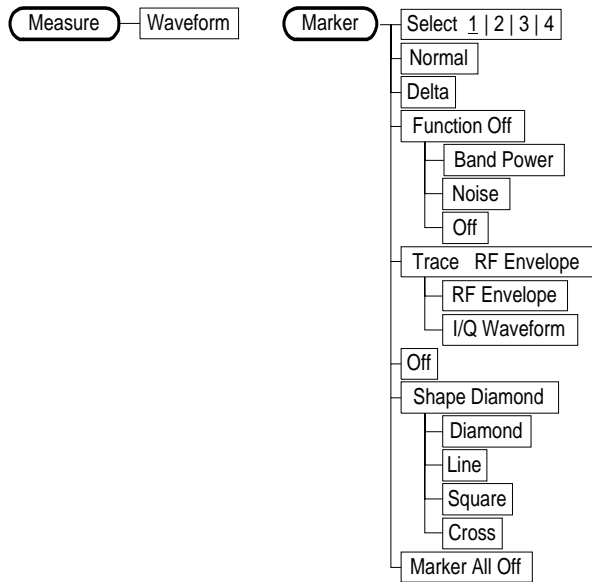 Measure
Waveform
Marker
Select 1 | 2 | 3 | 4
Normal
Delta
Function Off
Band Power
Noise
Off
Trace RF Envelope
RF Envelope
I/Q Waveform
Off
Shape Diamond
Diamond
Line
Square
Cross
Marker All Off